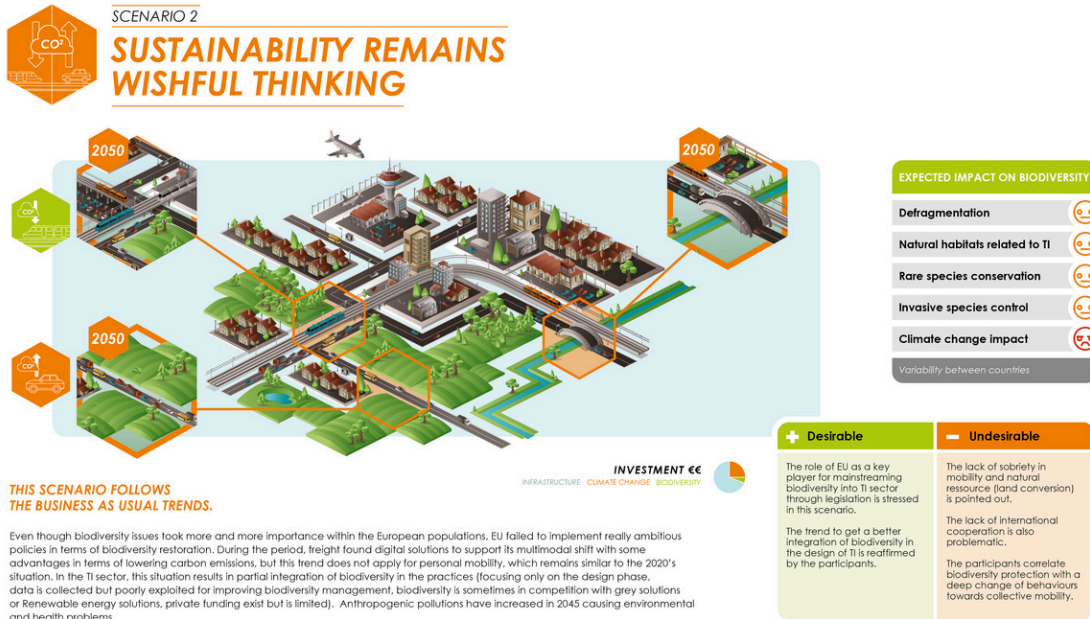 SCENARIO 2
SUSTAINABILITY REMAINS
WISHFUL THINKING
CO²
2050
2050
CO²
2050
CO²
EXPECTED IMPACT ON BIODIVERSITY
Defragmentation
Natural habitats related to TI
Rare species conservation
Invasive species control
Climate change impact
Variability between countries
INVESTMENT €€
INFRASTRUCTURE CLIMATE CHANGE BIODIVERSITY
THIS SCENARIO FOLLOWS
THE BUSINESS AS USUAL TRENDS.
Even though biodiversity issues took more and more importance within the European populations, EU failed to implement really ambitious
policies in terms of biodiversity restoration. During the period, freight found digital solutions to support its multimodal shift with some
advantages in terms of lowering carbon emissions, but this trend does not apply for personal mobility, which remains similar to the 2020's
situation. In the TI sector, this situation results in partial integration of biodiversity in the practices (focusing only on the design phase,
data is collected but poorly exploited for improving biodiversity management, biodiversity is sometimes in competition with grey solutions
or Renewable energy solutions, private funding exist but is limited). Anthropogenic pollutions have increased in 2045 causing environmental
and health problems.
+ Desirable
The role of EU as a key
player for mainstreaming
biodiversity into TI sector
through legislation is stressed
in this scenario.
The trend to get a better
integration of biodiversity in
the design of TI is reaffirmed
by the participants.
− Undesirable
The lack of sobriety in
mobility and natural
ressource (land conversion)
is pointed out.
The lack of international
cooperation is also
problematic.
The participants correlate
biodiversity protection with a
deep change of behaviours
towards collective mobility.